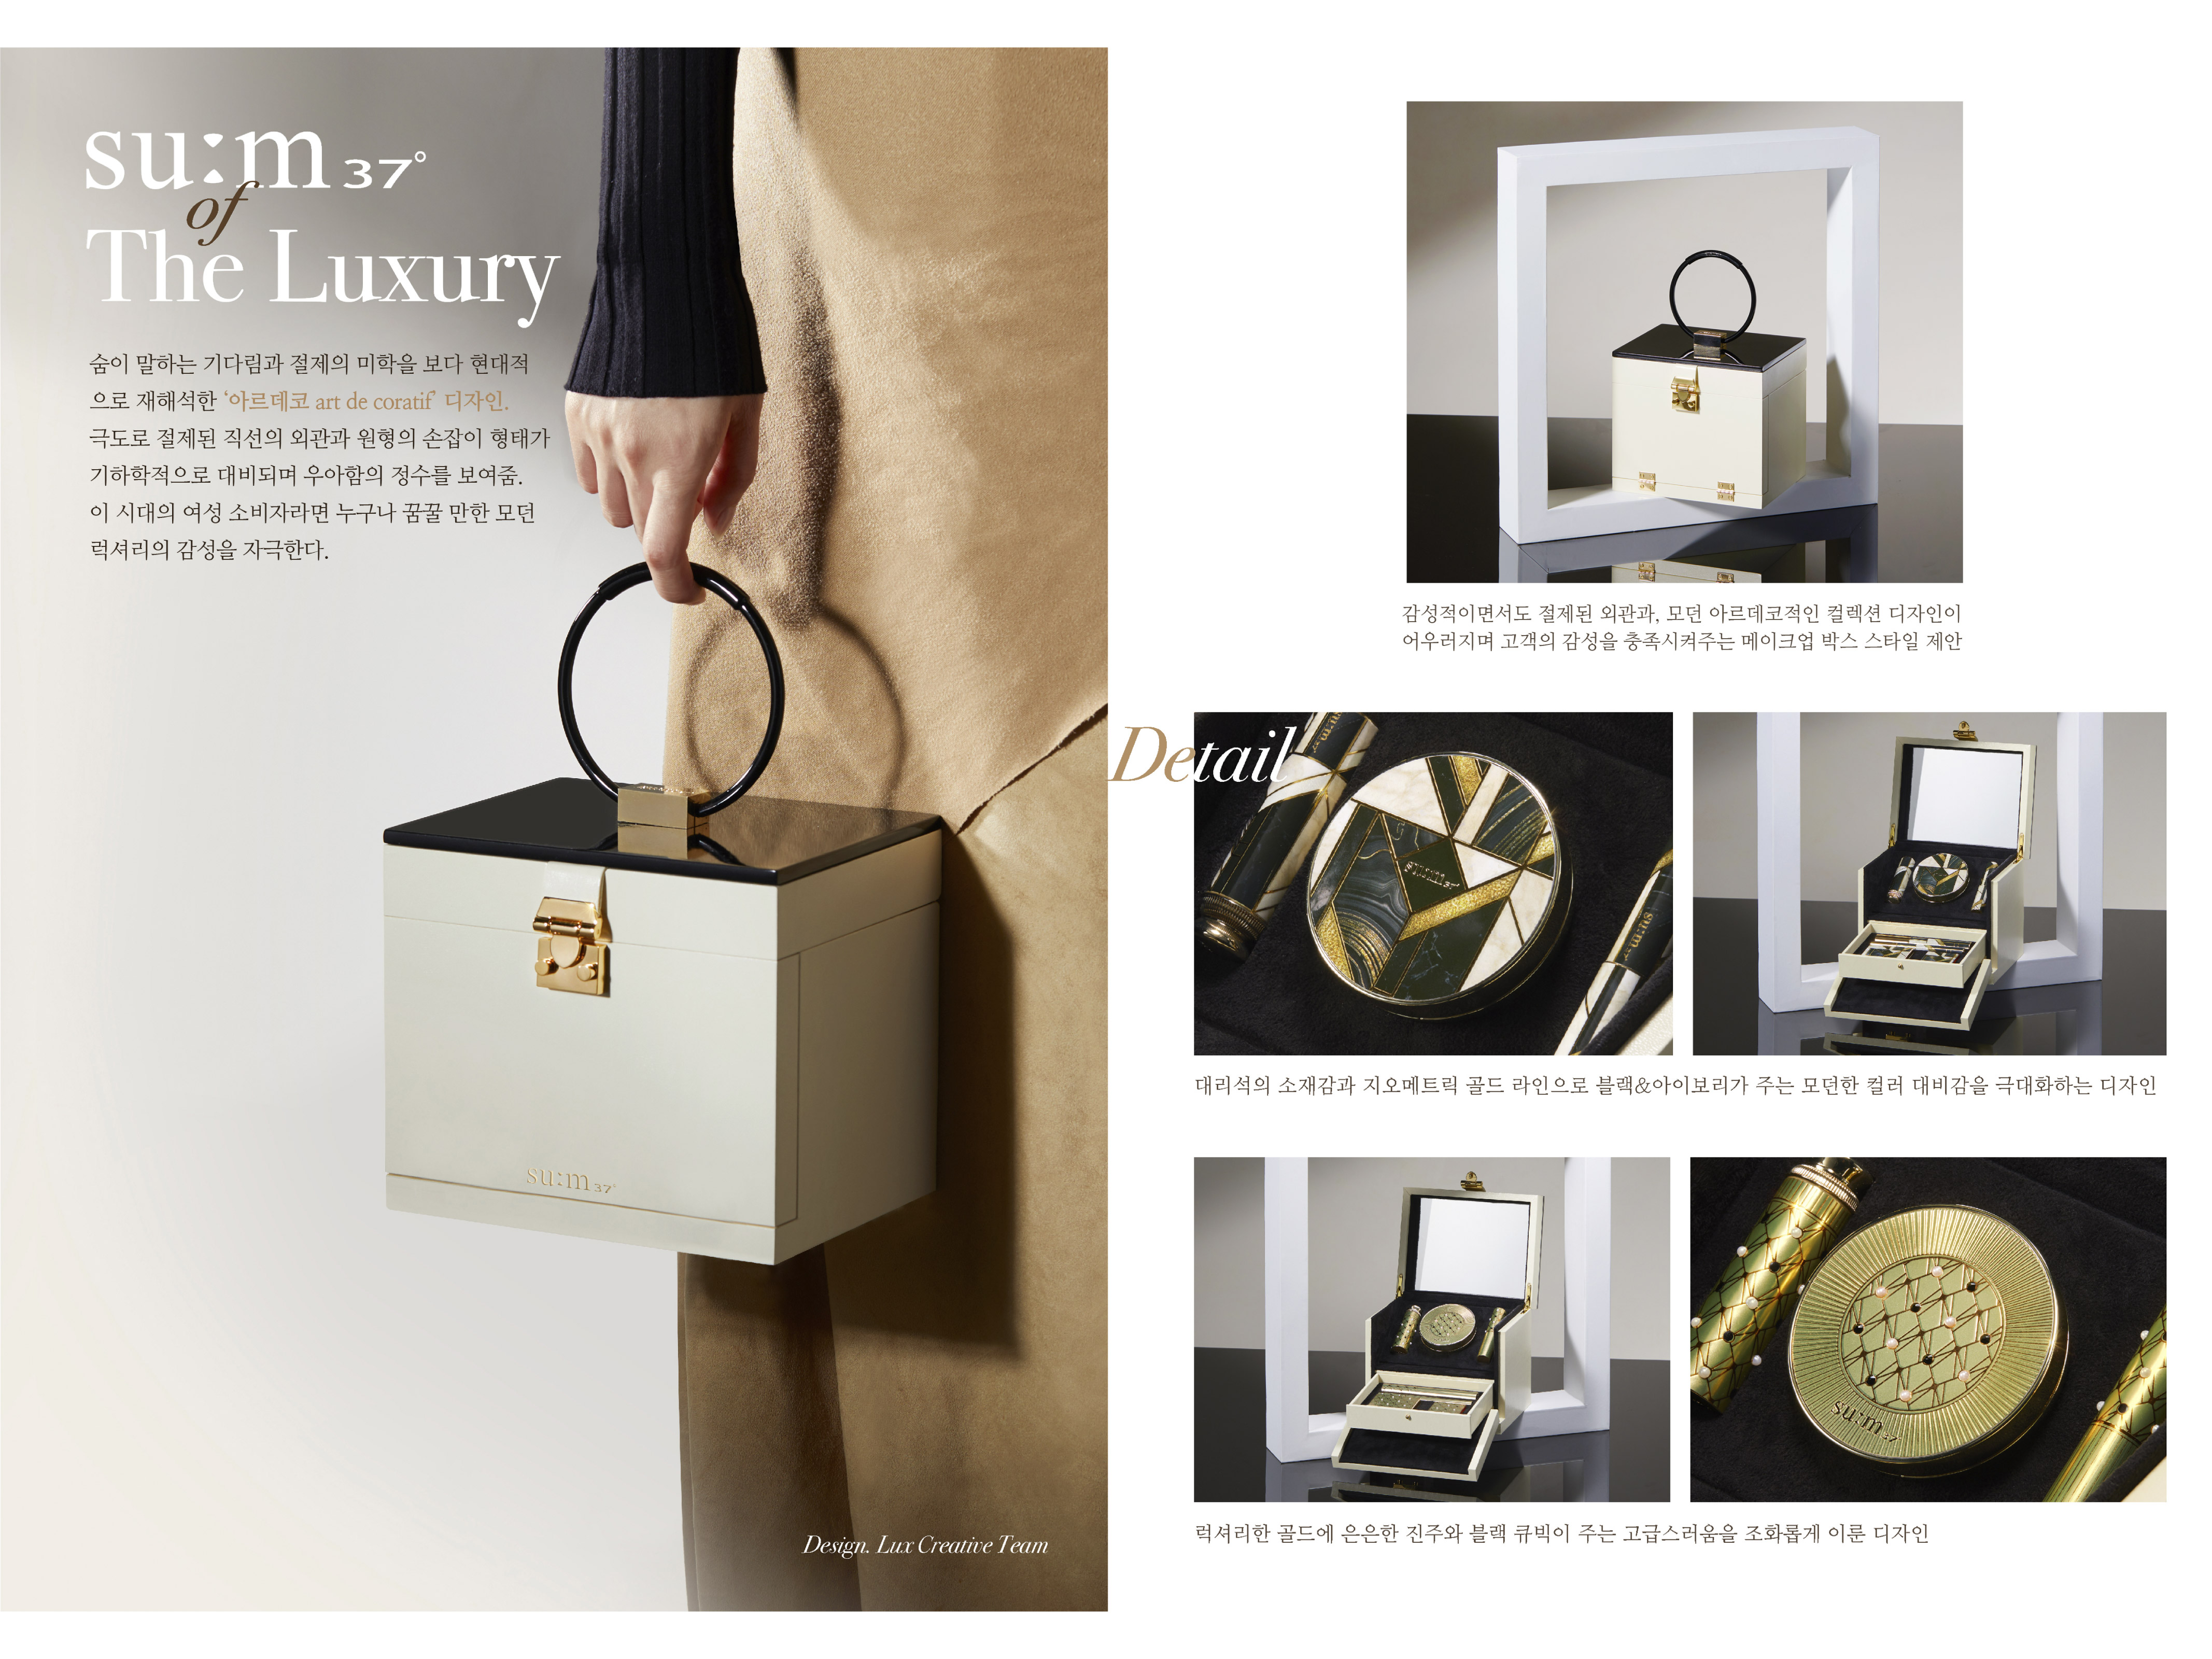 su:m 37°
of
The Luxury
숨이 말하는 기다림과 절제의 미학을 보다 현대적
으로 재해석한 ‘아르데코 art de coratif’ 디자인.
극도로 절제된 직선의 외관과 원형의 손잡이 형태가
기하학적으로 대비되며 우아함의 정수를 보여줌.
이 시대의 여성 소비자라면 누구나 꿈꿀 만한 모던
럭셔리의 감성을 자극한다.
su:m 37°
Design. Lux Creative Team
감성적이면서도 절제된 외관과, 모던 아르데코적인 컬렉션 디자인이
어우러지며 고객의 감성을 충족시켜주는 메이크업 박스 스타일 제안
Detail
su:m 37°
su:m 37°
su:m 37°
대리석의 소재감과 지오메트릭 골드 라인으로 블랙&아이보리가 주는 모던한 컬러 대비감을 극대화하는 디자인
su:m 37°
럭셔리한 골드에 은은한 진주와 블랙 큐빅이 주는 고급스러움을 조화롭게 이룬 디자인